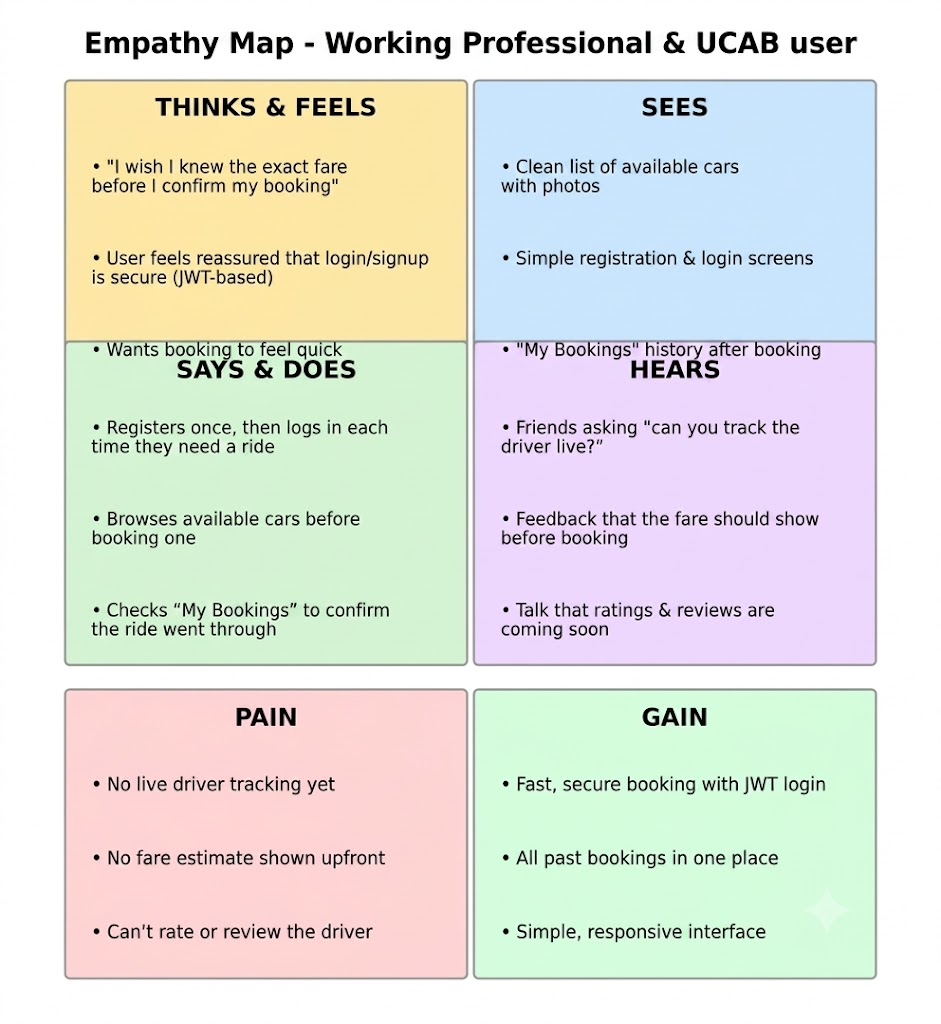 Empathy Map - Working Professional & UCAB user
THINKS & FEELS
• "I wish I knew the exact fare
before I confirm my booking"
• User feels reassured that login/signup
is secure (JWT-based)
• Wants booking to feel quick
SEES
• Clean list of available cars
with photos
• Simple registration & login screens
• "My Bookings" history after booking
SAYS & DOES
• Registers once, then logs in each
time they need a ride
• Browses available cars before
booking one
• Checks “My Bookings” to confirm
the ride went through
HEARS
• Friends asking "can you track the
driver live?”
• Feedback that the fare should show
before booking
• Talk that ratings & reviews are
coming soon
PAIN
• No live driver tracking yet
• No fare estimate shown upfront
• Can't rate or review the driver
GAIN
• Fast, secure booking with JWT login
• All past bookings in one place
• Simple, responsive interface